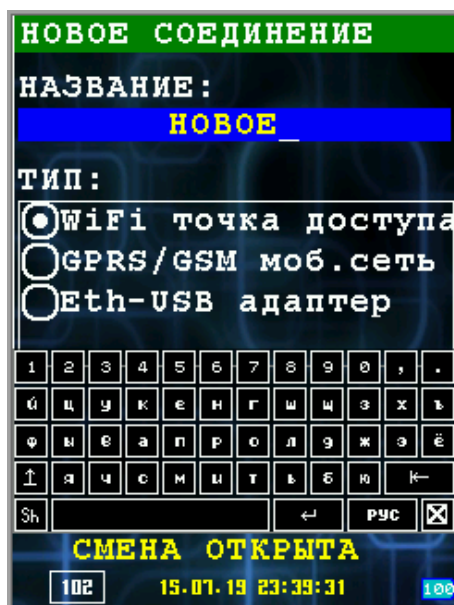 НОВОЕ СОЕДИНЕНИЕ
НАЗВАНИЕ:
НОВОЕ_
ТИП:
WiFi точка доступа
GPRS/GSM моб.сеть
Eth-USB адаптер
1 2 3 4 5 6 7 8 9 0 , .
й ц у к е н г ш щ з х ъ
ф ы в а п р о л д ж э ё
↥ я ч с м и т ь б ю ⇤
Sh ↵ РУС ☒
СМЕНА ОТКРЫТА
102 15.07.19 23:39:31 100